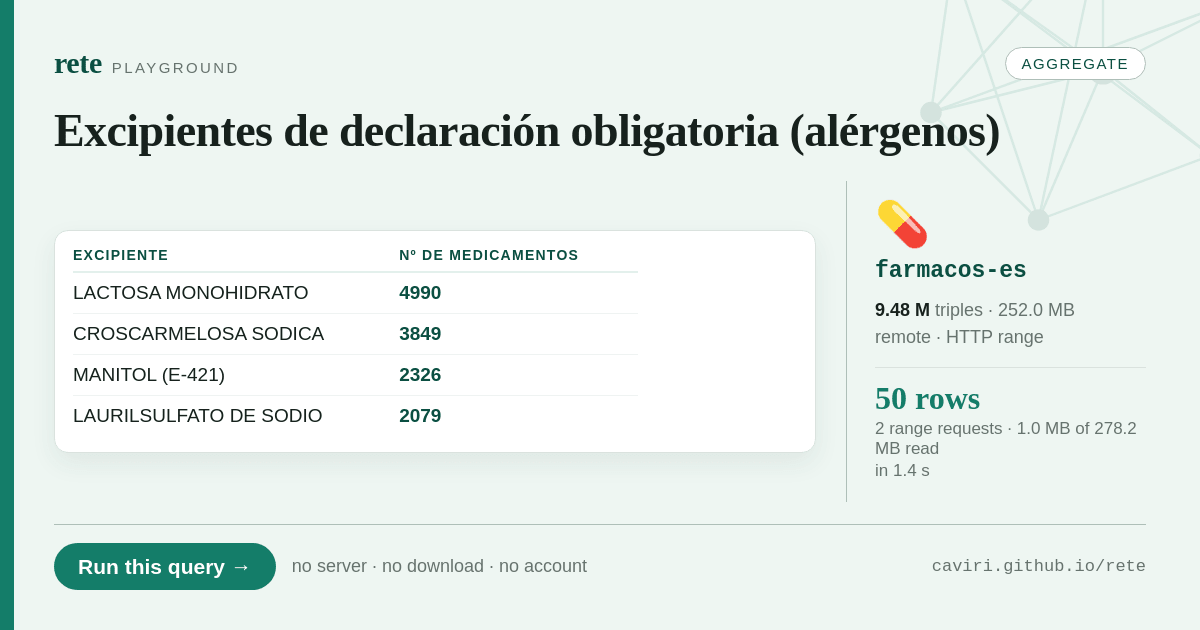 rete PLAYGROUND
AGGREGATE
Excipientes de declaración obligatoria (alérgenos)
EXCIPIENTE Nº DE MEDICAMENTOS
LACTOSA MONOHIDRATO 4990
CROSCARMELOSA SODICA 3849
MANITOL (E-421) 2326
LAURILSULFATO DE SODIO 2079
farmacos-es
9.48 M triples · 252.0 MB
remote · HTTP range
50 rows
2 range requests · 1.0 MB of 278.2
MB read
in 1.4 s
Run this query →
no server · no download · no account
caviri.github.io/rete